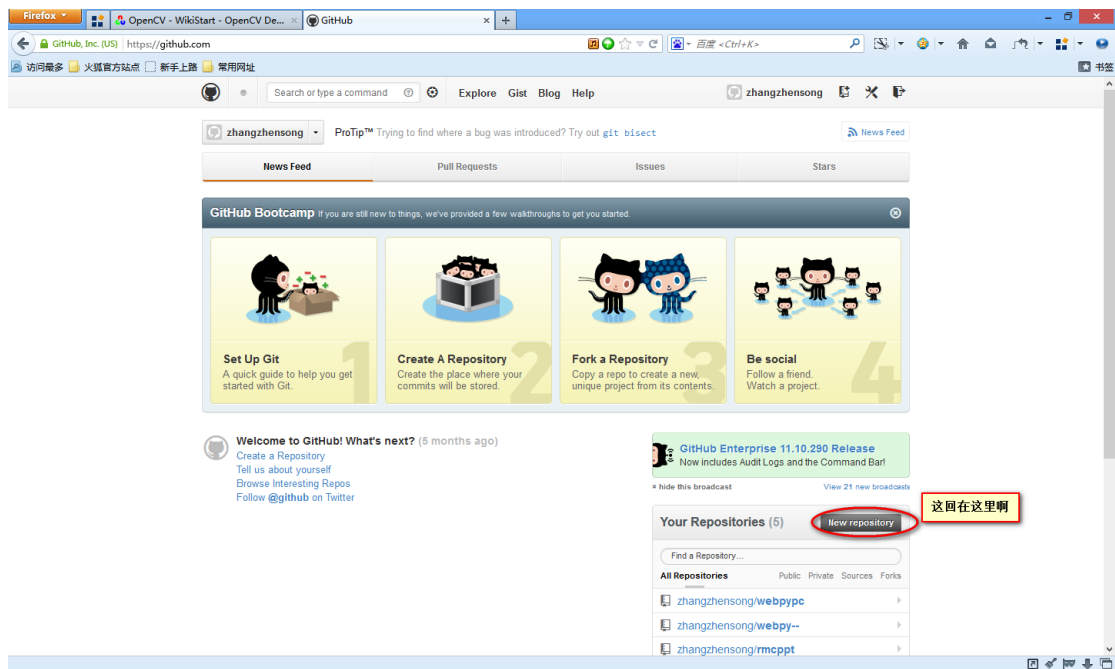 Firefox
OpenCV - WikiStart - OpenCV De...
GitHub
GitHub, Inc. (US)
https://github.com
百度 <Ctrl+K>
访问最多
火狐官方站点
新手上路
常用网址
书签
Search or type a command
Explore Gist Blog Help
zhangzhensong
zhangzhensong
ProTip™ Trying to find where a bug was introduced? Try out git bisect
News Feed
News Feed
Pull Requests
Issues
Stars
GitHub Bootcamp If you are still new to things, we've provided a few walkthroughs to get you started.
1
Set Up Git
A quick guide to help you get
started with Git.
2
Create A Repository
Create the place where your
commits will be stored.
3
Fork a Repository
Copy a repo to create a new,
unique project from its contents.
4
Be social
Follow a friend.
Watch a project.
Welcome to GitHub! What's next? (5 months ago)
Create a Repository
Tell us about yourself
Browse Interesting Repos
Follow @github on Twitter
GitHub Enterprise 11.10.290 Release
Now includes Audit Logs and the Command Bar!
× hide this broadcast
View 21 new broadcasts
Your Repositories (5)
New repository
这回在这里啊
Find a Repository…
All Repositories
Public Private Sources Forks
zhangzhensong/webpypc
zhangzhensong/webpy--
zhangzhensong/rmcppt